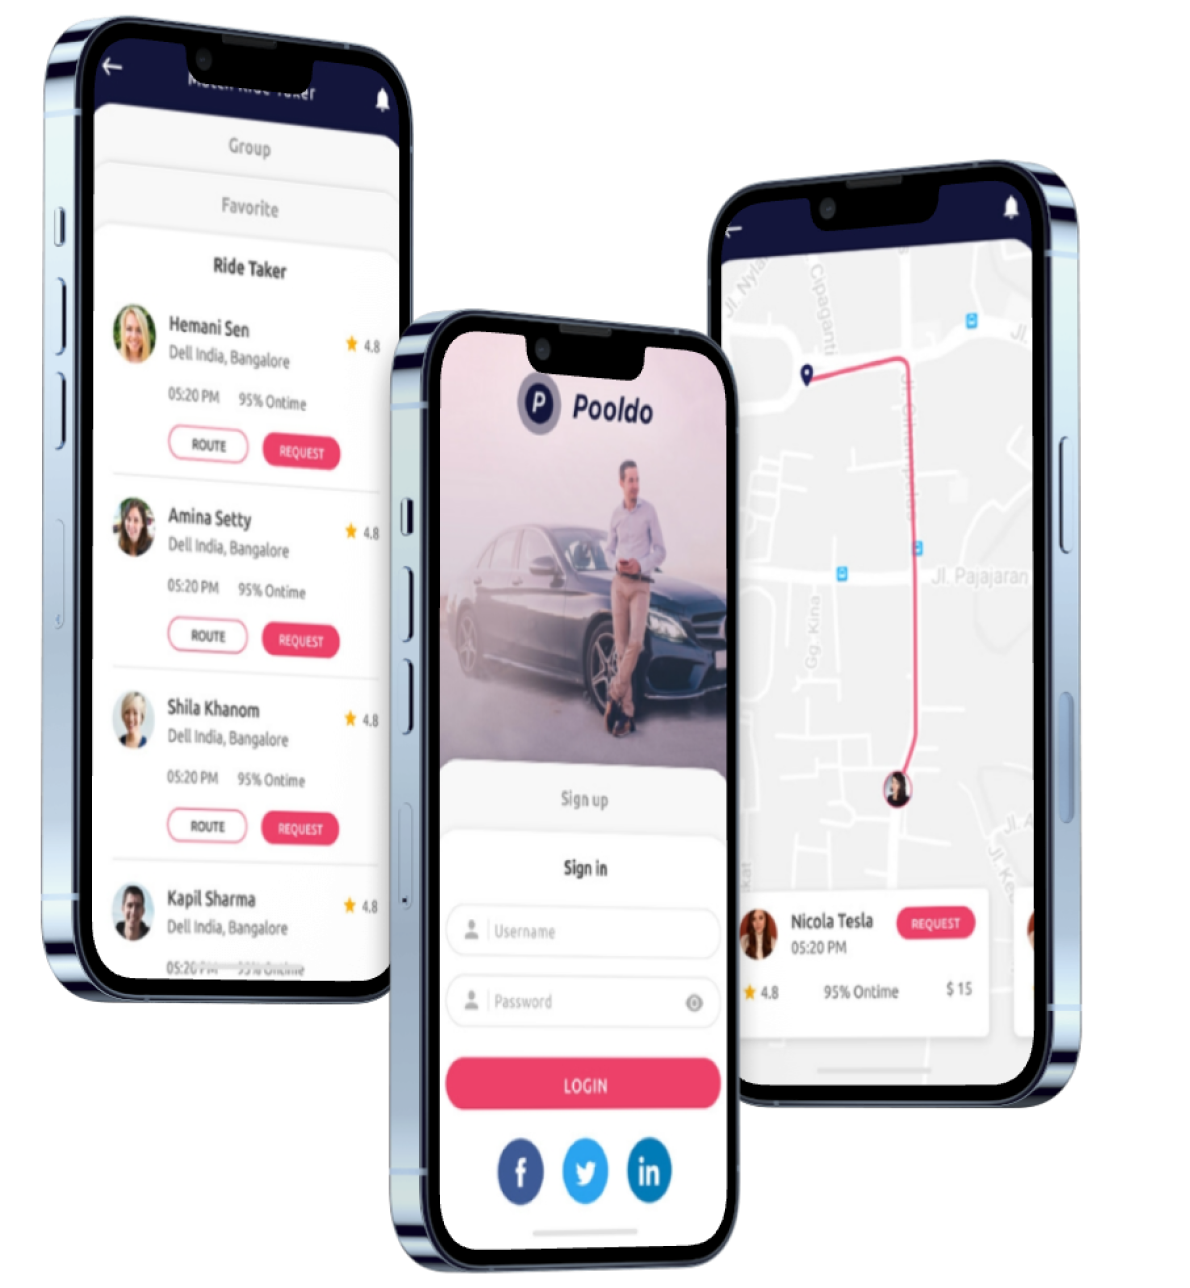 Ride Taker
Group
Favorite
Ride Taker
Hemani Sen
4.8
Dell India, Bangalore
05:20 PM 95% Ontime
ROUTE REQUEST
Amina Setty
4.8
Dell India, Bangalore
05:20 PM 95% Ontime
ROUTE REQUEST
Shila Khanom
4.8
Dell India, Bangalore
05:20 PM 95% Ontime
ROUTE REQUEST
Kapil Sharma
4.8
Dell India, Bangalore
05:20 PM 95% Ontime
P Pooldo
Sign up
Sign in
Username
Password
LOGIN
f
in
Jl.
Jl.
Jl. Pajajaran
Gg. Kina
Jl.
Nicola Tesla
REQUEST
05:20 PM
4.8 95% Ontime $ 15